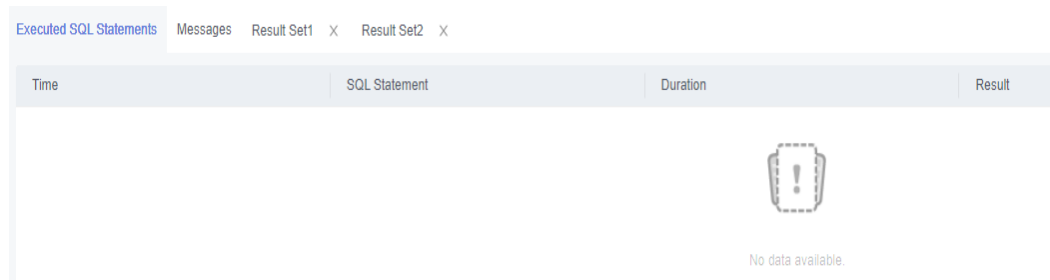 Executed SQL Statements Messages Result Set1 X Result Set2 X
Time SQL Statement Duration Result
No data available.